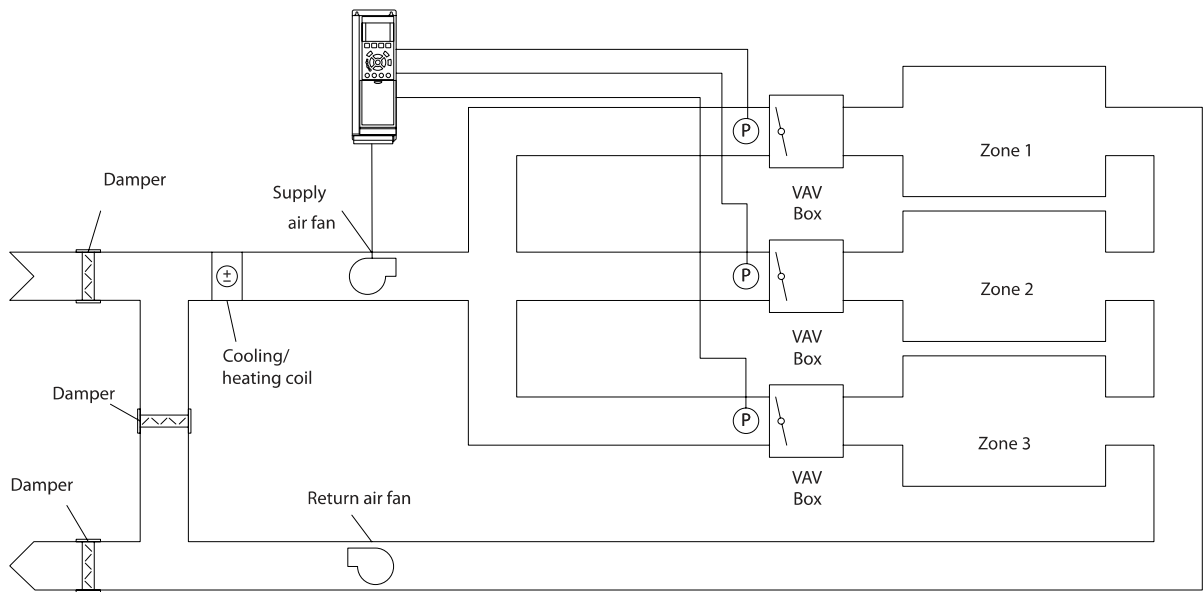 Damper
Supply
air fan
P
VAV
Box
Zone 1
±
Cooling/
heating coil
P
VAV
Box
Zone 2
Damper
P
VAV
Box
Zone 3
Damper
Return air fan